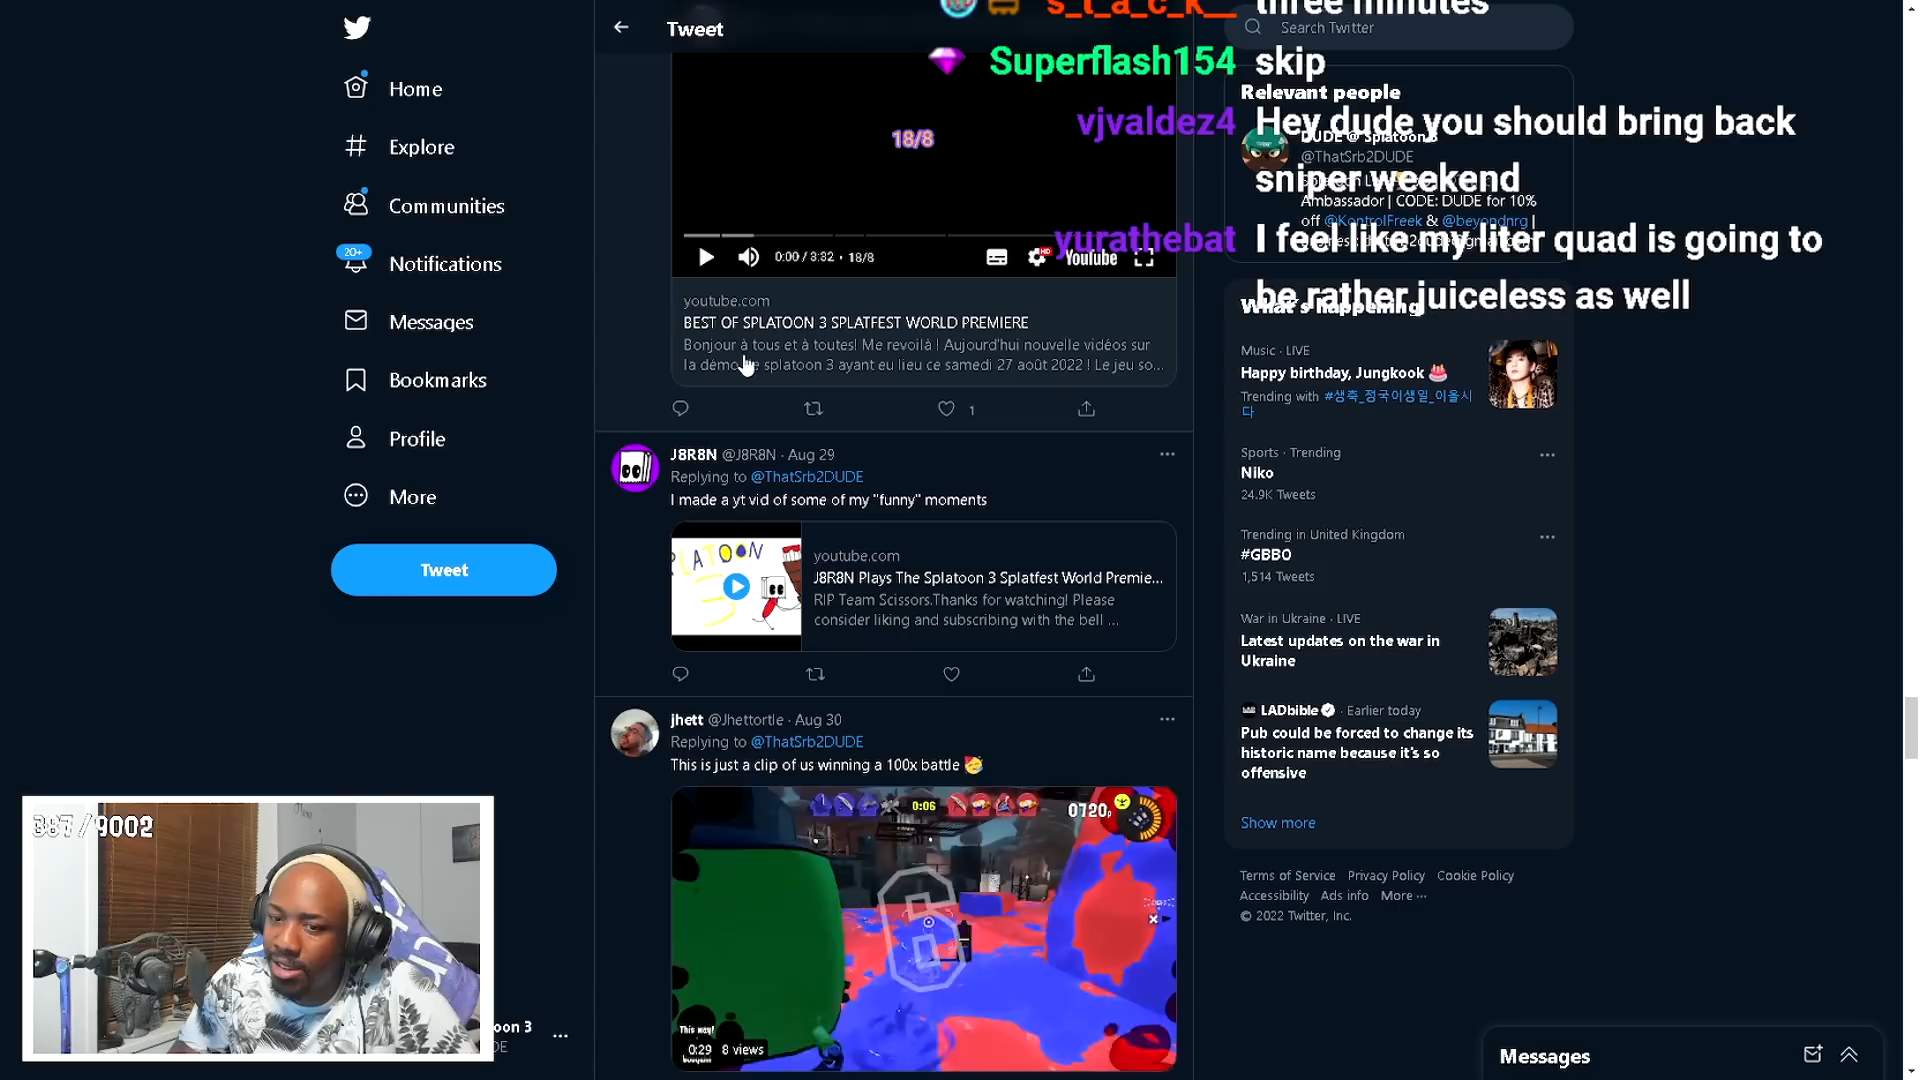 Home
Explore
Communities
20+
Notifications
Messages
Bookmarks
Profile
More
Tweet
387/9002
oon 3
Tweet
18/8
0:00 / 3:32 • 18/8
YouTube
youtube.com
BEST OF SPLATOON 3 SPLATFEST WORLD PREMIERE
Bonjour à tous et à toutes! Me revoilà ! Aujourd'hui nouvelle vidéos sur
la démo de splatoon 3 ayant eu lieu ce samedi 27 août 2022 ! Le jeu so...
1
J8R8N @J8R8N · Aug 29
Replying to @ThatSrb2DUDE
I made a yt vid of some of my "funny" moments
youtube.com
J8R8N Plays The Splatoon 3 Splatfest World Premie...
RIP Team Scissors.Thanks for watching! Please
consider liking and subscribing with the bell ...
jhett @Jhettortle · Aug 30
Replying to @ThatSrb2DUDE
This is just a clip of us winning a 100x battle 🥳
0:06
0720p
This way!
0:29 8 views
s_t_a_c_k__ three minutes
Superflash154 skip
vjvaldez4 Hey dude you should bring back
sniper weekend
yurathebat I feel like my liter quad is going to
be rather juiceless as well
Search Twitter
Relevant people
DUDE @ Splatoon 3
@ThatSrb2DUDE
Ambassador | CODE: DUDE for 10%
off @KontrolFreek & @beyondnrg |
What's happening
Music · LIVE
Happy birthday, Jungkook 🎂
Trending with #생축_정국이생일_이올시
다
Sports · Trending
Niko
24.9K Tweets
Trending in United Kingdom
#GBBO
1,514 Tweets
War in Ukraine · LIVE
Latest updates on the war in
Ukraine
LADbible · Earlier today
Pub could be forced to change its
historic name because it's so
offensive
Show more
Terms of Service Privacy Policy Cookie Policy
Accessibility Ads info More ···
© 2022 Twitter, Inc.
Messages